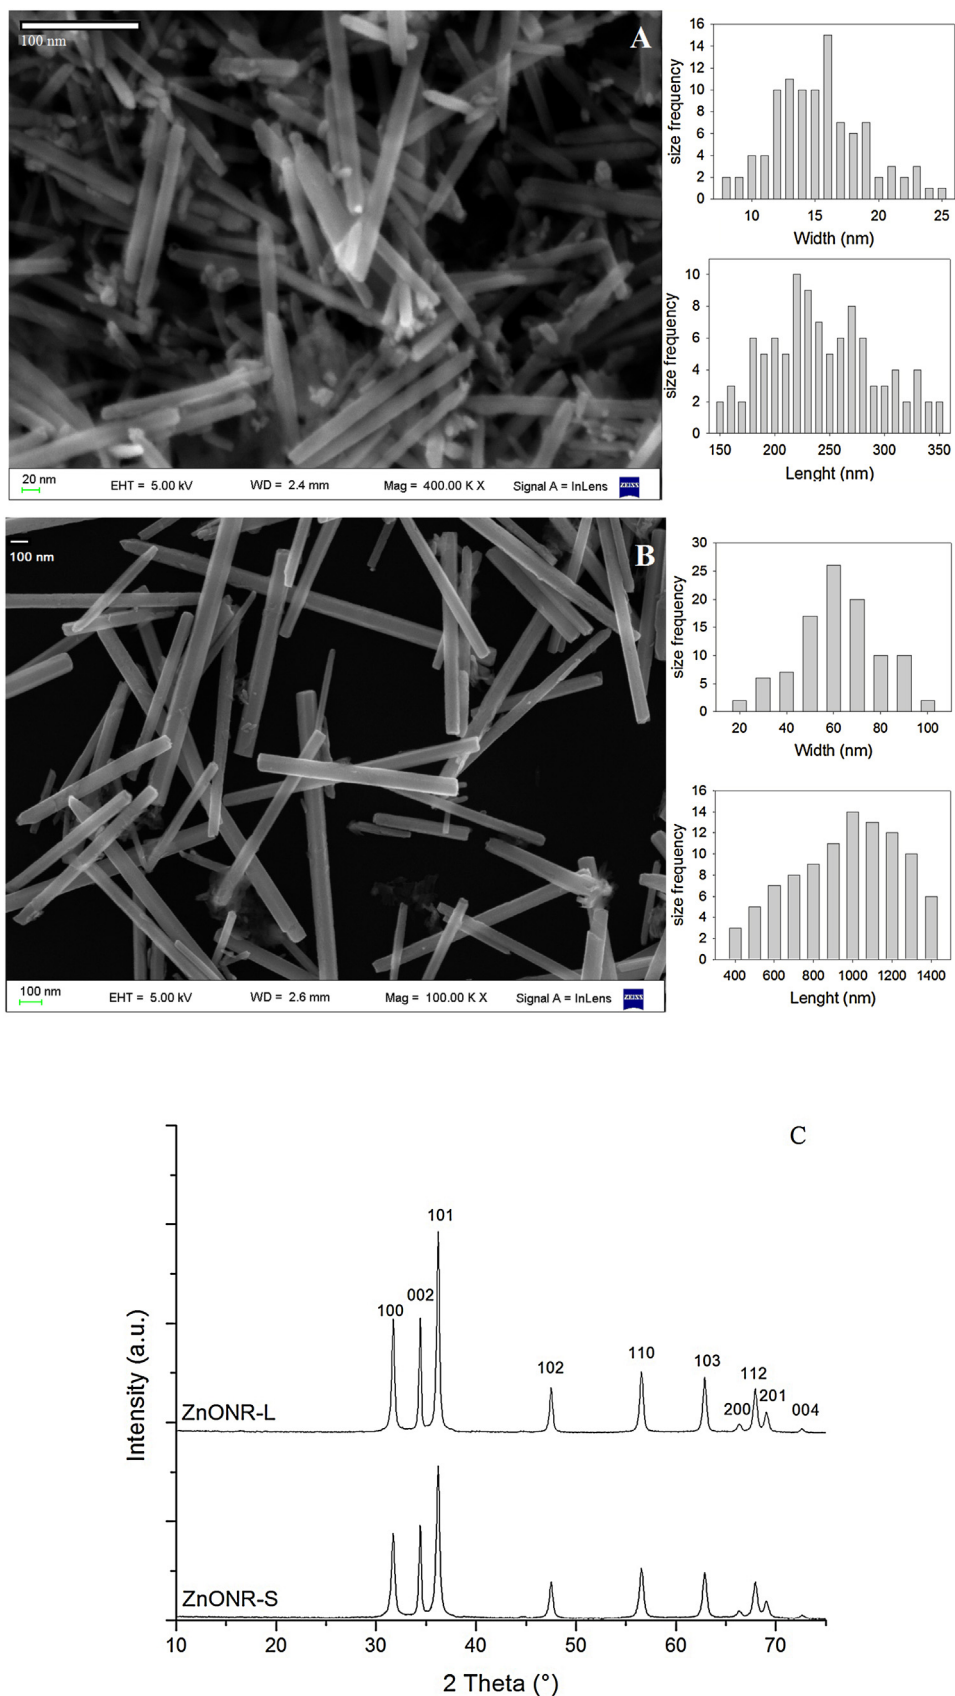 100 nm
A
20 nm EHT = 5.00 kV WD = 2.4 mm Mag = 400.00 K X Signal A = InLens ZEISS
size frequency
16
14
12
10
8
6
4
2
0
10 15 20 25
Width (nm)
size frequency
10
8
6
4
2
0
150 200 250 300 350
Lenght (nm)
100 nm
B
100 nm EHT = 5.00 kV WD = 2.6 mm Mag = 100.00 K X Signal A = InLens ZEISS
size frequency
30
25
20
15
10
5
0
20 40 60 80 100
Width (nm)
size frequency
16
14
12
10
8
6
4
2
0
400 600 800 1000 1200 1400
Lenght (nm)
C
Intensity (a.u.)
100 002 101 102 110 103 200 112 201 004
ZnONR-L
ZnONR-S
10 20 30 40 50 60 70
2 Theta (°)